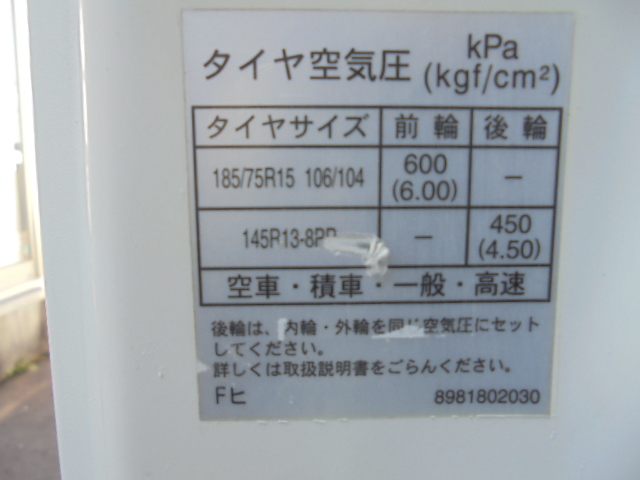 タイヤ空気圧 kPa (kgf/cm²)
タイヤサイズ 前輪 後輪
185/75R15 106/104 600 (6.00) −
145R13-8PR − 450 (4.50)
空車・積車・一般・高速
後輪は、内輪・外輪を同じ空気圧にセット
してください。
詳しくは取扱説明書をごらんください。
Fヒ 8981802030